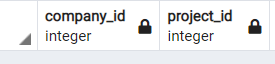 company_id project_id
integer integer